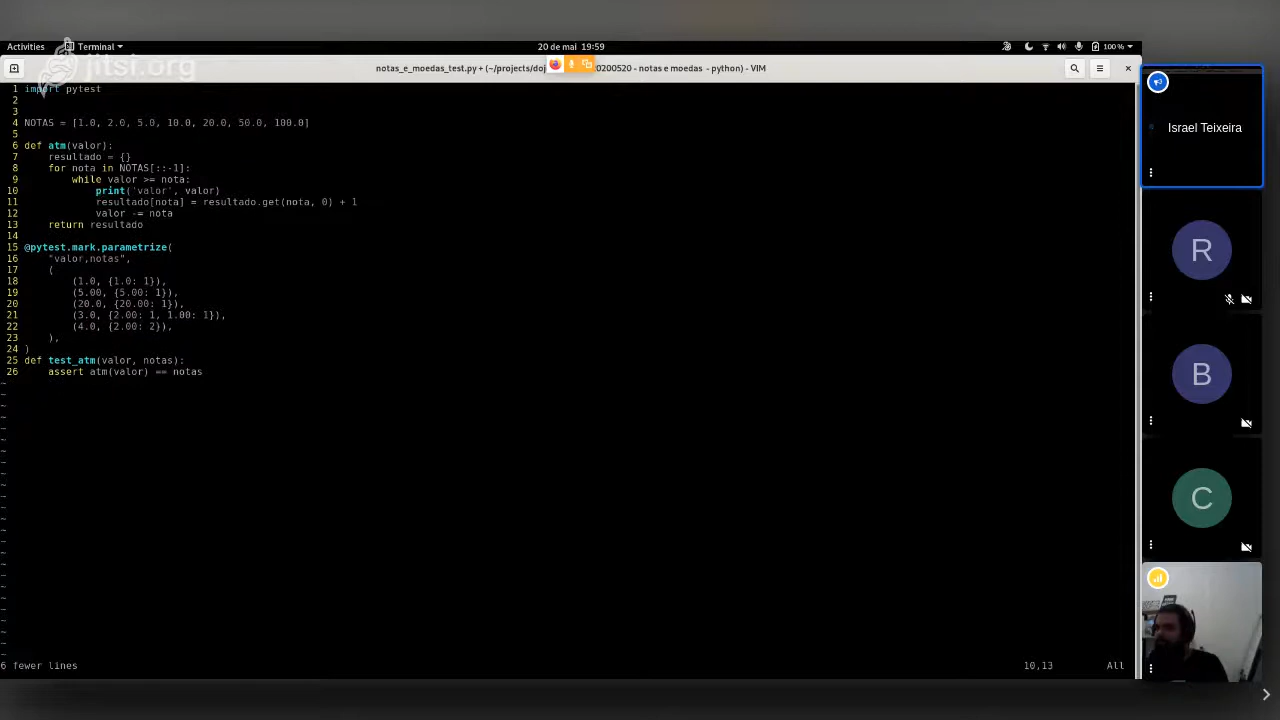 Activities
Terminal
20 de mai 19:59
100 %
jitsi.org
notas_e_moedas_test.py + (~/projects/doj 0200520 - notas e moedas - python) - VIM
1 import pytest
2
3
4 NOTAS = [1.0, 2.0, 5.0, 10.0, 20.0, 50.0, 100.0]
5
6 def atm(valor):
7     resultado = {}
8     for nota in NOTAS[::-1]:
9         while valor >= nota:
10             print('valor', valor)
11             resultado[nota] = resultado.get(nota, 0) + 1
12             valor -= nota
13     return resultado
14
15 @pytest.mark.parametrize(
16     "valor,notas",
17     (
18         (1.0, {1.0: 1}),
19         (5.00, {5.00: 1}),
20         (20.0, {20.00: 1}),
21         (3.0, {2.00: 1, 1.00: 1}),
22         (4.0, {2.00: 2}),
23     ),
24 )
25 def test_atm(valor, notas):
26     assert atm(valor) == notas
6 fewer lines
10,13
All
Israel Teixeira
R
B
C